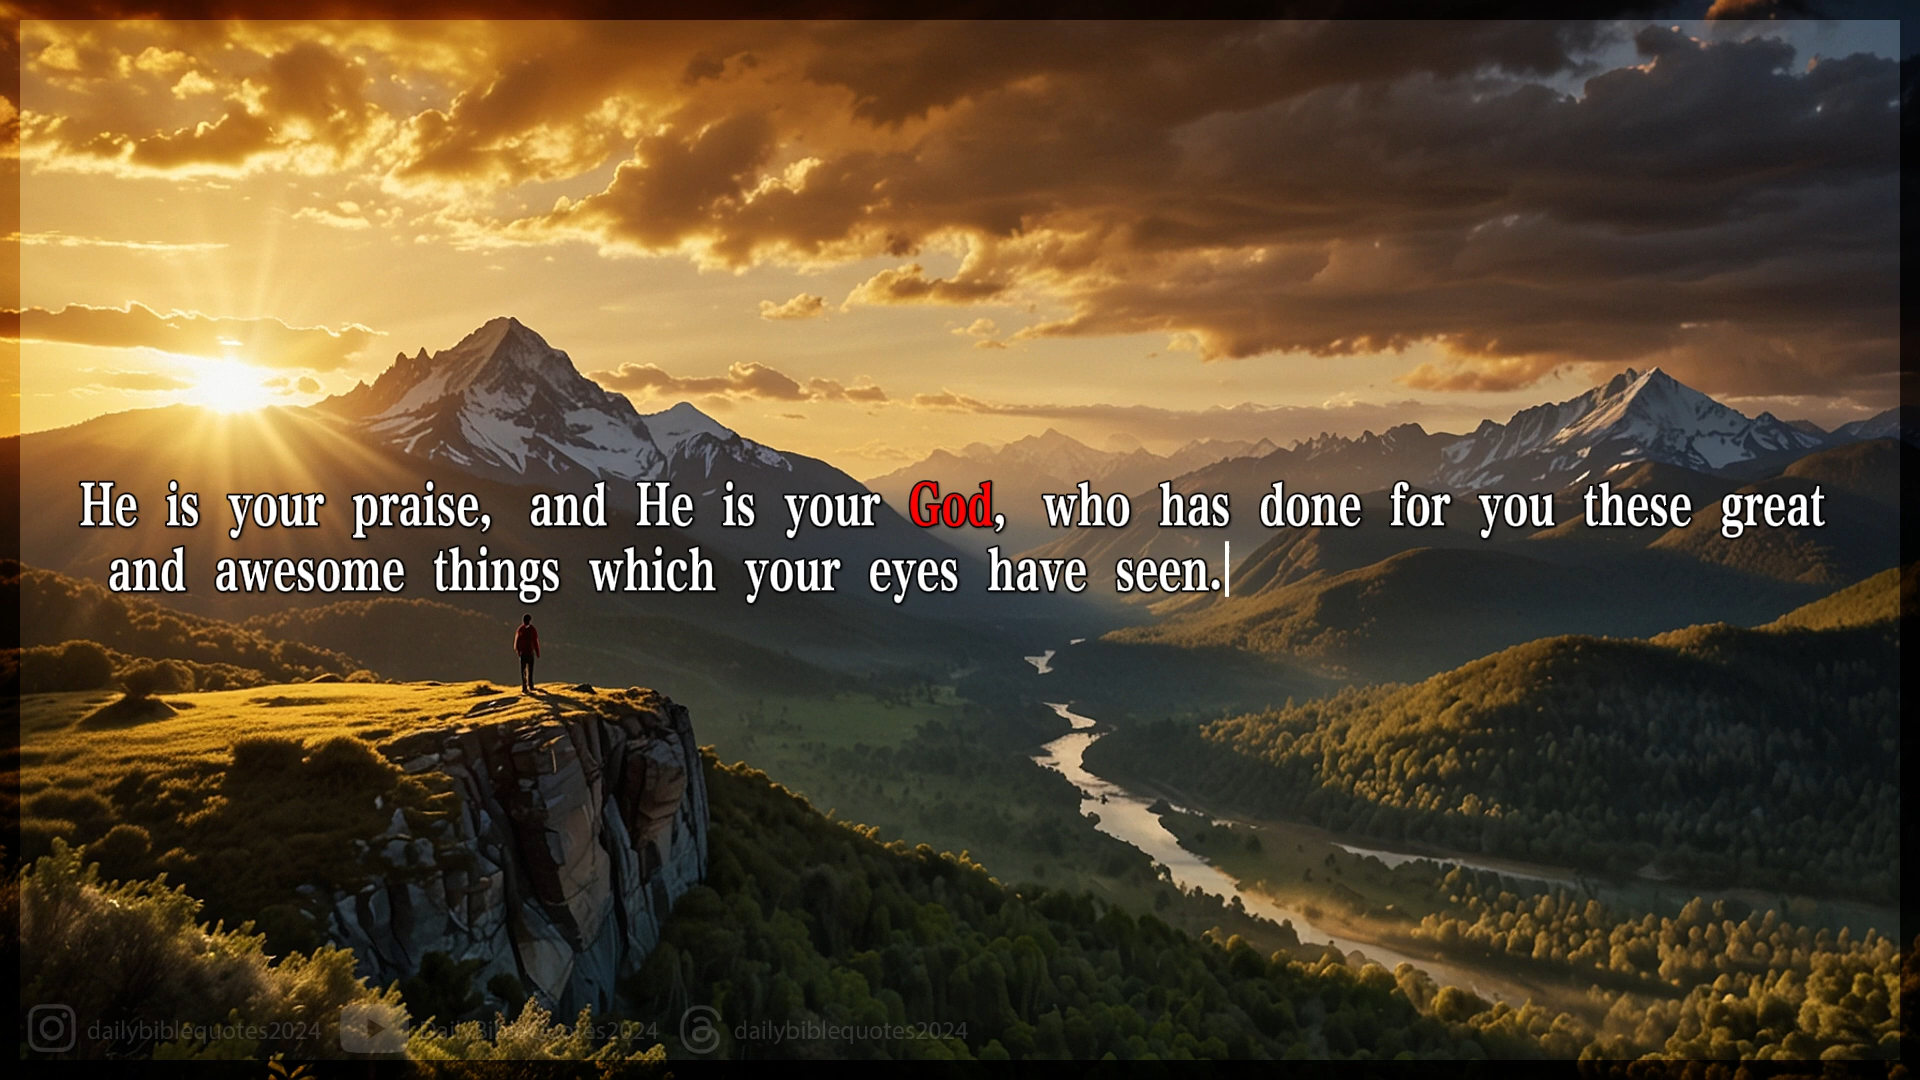 He is your praise, and He is your God, who has done for you these great
and awesome things which your eyes have seen.
dailybiblequotes2024 DailyBibleQuotes2024 dailybiblequotes2024